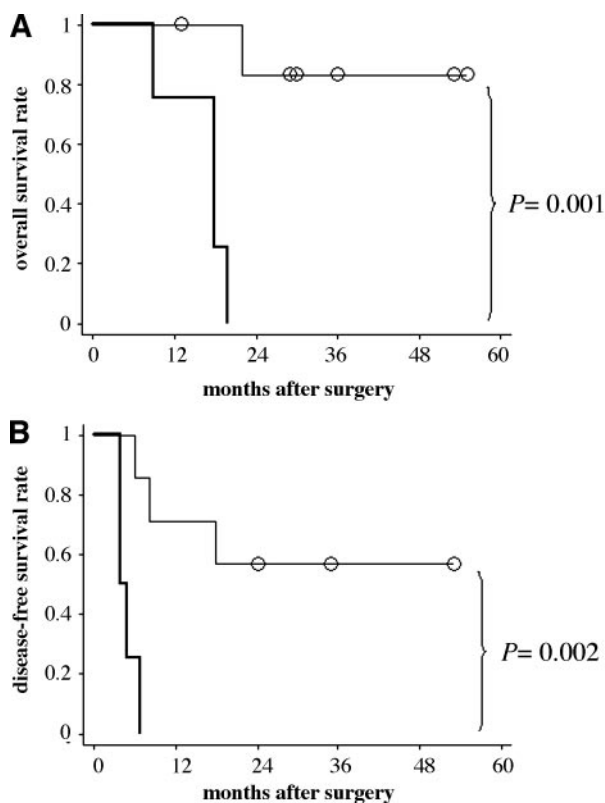 A
overall survival rate
1
0.8
0.6
0.4
0.2
0
P= 0.001
0 12 24 36 48 60
months after surgery
B
disease-free survival rate
1
0.8
0.6
0.4
0.2
0
P= 0.002
0 12 24 36 48 60
months after surgery